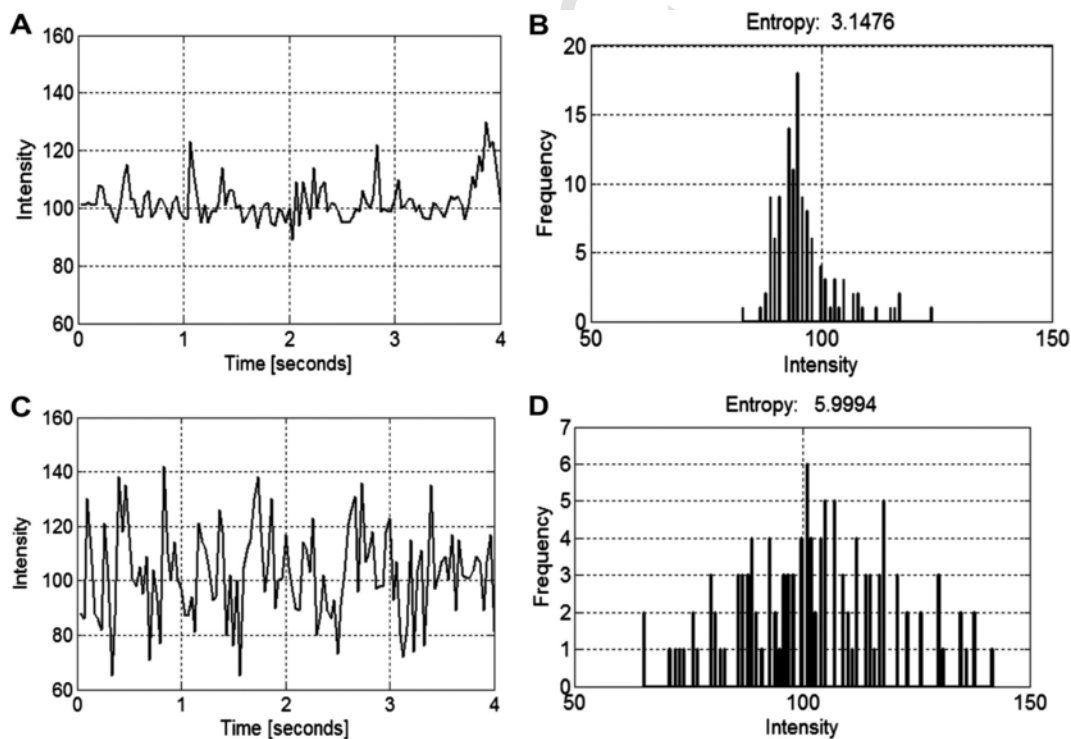 A
160
140
120
100
80
60
Intensity
0
1
2
3
4
Time [seconds]
B
Entropy: 3.1476
20
15
10
5
0
Frequency
50
100
150
Intensity
C
160
140
120
100
80
60
Intensity
0
1
2
3
4
Time [seconds]
D
Entropy: 5.9994
7
6
5
4
3
2
1
0
Frequency
50
100
150
Intensity